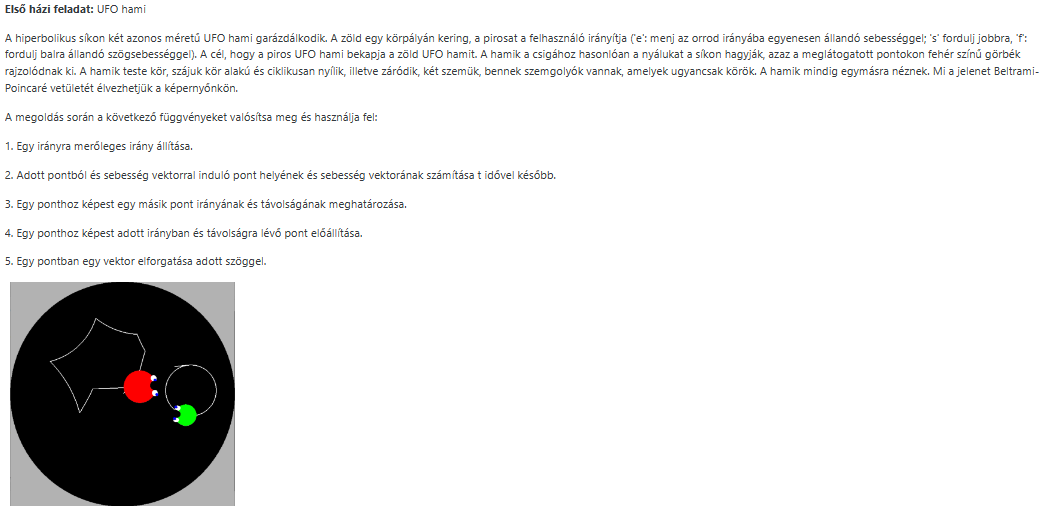 Első házi feladat: UFO hami
A hiperbolikus síkon két azonos méretű UFO hami garázdálkodik. A zöld egy körpályán kering, a pirosat a felhasználó irányítja ('e': menj az orrod irányába egyenesen állandó sebességgel; 's' fordulj jobbra, 'f':
fordulj balra állandó szögsebességgel). A cél, hogy a piros UFO hami bekapja a zöld UFO hamit. A hamik a csigához hasonlóan a nyálukat a síkon hagyják, azaz a meglátogatott pontokon fehér színű görbék
rajzolódnak ki. A hamik teste kör, szájuk kör alakú és ciklikusan nyílik, illetve záródik, két szemük, bennek szemgolyók vannak, amelyek ugyancsak körök. A hamik mindig egymásra néznek. Mi a jelenet Beltrami-
Poincaré vetületét élvezhetjük a képernyőnkön.
A megoldás során a következő függvényeket valósítsa meg és használja fel:
1. Egy irányra merőleges irány állítása.
2. Adott pontból és sebesség vektorral induló pont helyének és sebesség vektorának számítása t idővel később.
3. Egy ponthoz képest egy másik pont irányának és távolságának meghatározása.
4. Egy ponthoz képest adott irányban és távolságra lévő pont előállítása.
5. Egy pontban egy vektor elforgatása adott szöggel.